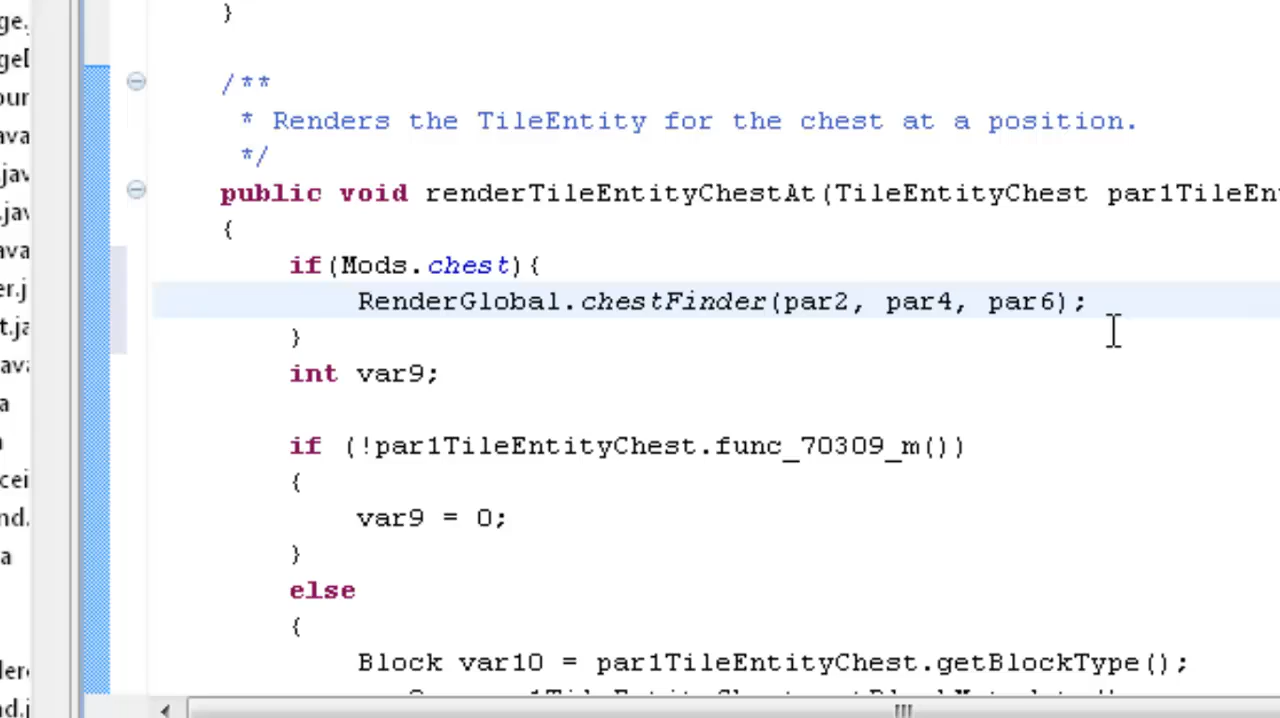 }
/**
* Renders the TileEntity for the chest at a position.
*/
public void renderTileEntityChestAt(TileEntityChest
{
if(Mods.chest){
RenderGlobal.chestFinder(par2, par4, par6);
}
int var9;
if (!par1TileEntityChest.func_70309_m())
{
var9 = 0;
}
else
{
Block var10 = par1TileEntityChest.getBlockType();